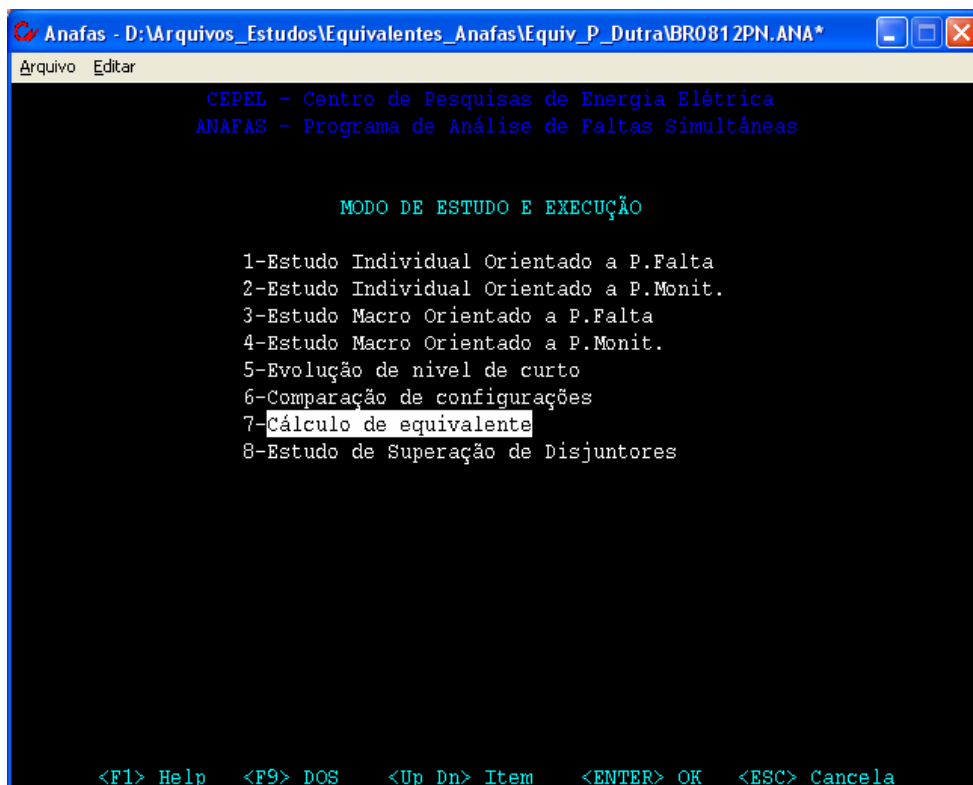 Anafas - D:\Arquivos_Estudos\Equivalentes_Anafas\Equiv_P_Dutra\BR0812PN.ANA*
Arquivo Editar
CEPEL - Centro de Pesquisas de Energia Elétrica
ANAFAS - Programa de Análise de Faltas Simultâneas
MODO DE ESTUDO E EXECUÇÃO
1-Estudo Individual Orientado a P.Falta
2-Estudo Individual Orientado a P.Monit.
3-Estudo Macro Orientado a P.Falta
4-Estudo Macro Orientado a P.Monit.
5-Evolução de nivel de curto
6-Comparação de configurações
7-Cálculo de equivalente
8-Estudo de Superação de Disjuntores
<F1> Help <F9> DOS <Up Dn> Item <ENTER> OK <ESC> Cancela